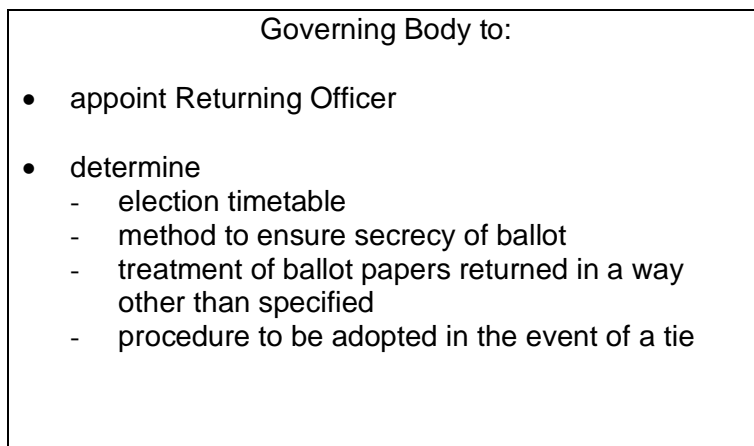 Governing Body to:
• appoint Returning Officer
• determine
- election timetable
- method to ensure secrecy of ballot
- treatment of ballot papers returned in a way
other than specified
- procedure to be adopted in the event of a tie